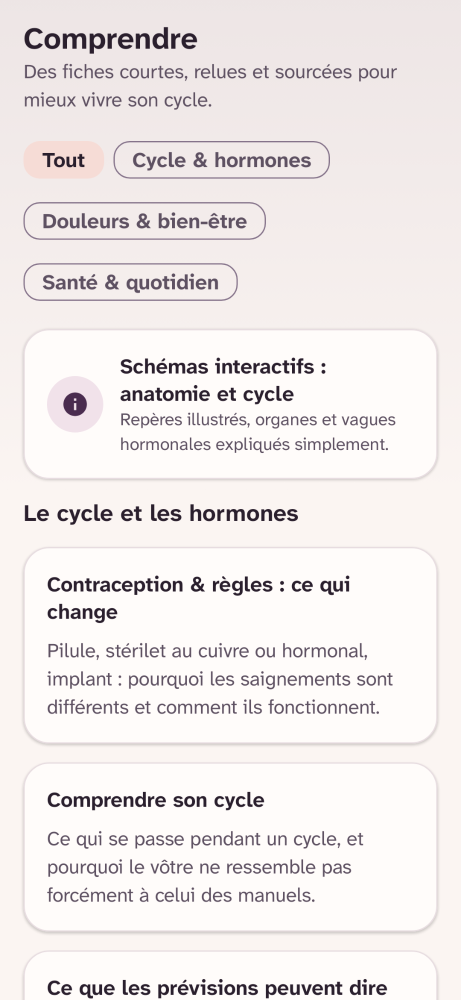 Comprendre
Des fiches courtes, relues et sourcées pour
mieux vivre son cycle.
Tout
Cycle & hormones
Douleurs & bien-être
Santé & quotidien
Schémas interactifs :
anatomie et cycle
Repères illustrés, organes et vagues
hormonales expliqués simplement.
Le cycle et les hormones
Contraception & règles : ce qui
change
Pilule, stérilet au cuivre ou hormonal,
implant : pourquoi les saignements sont
différents et comment ils fonctionnent.
Comprendre son cycle
Ce qui se passe pendant un cycle, et
pourquoi le vôtre ne ressemble pas
forcément à celui des manuels.
Ce que les prévisions peuvent dire